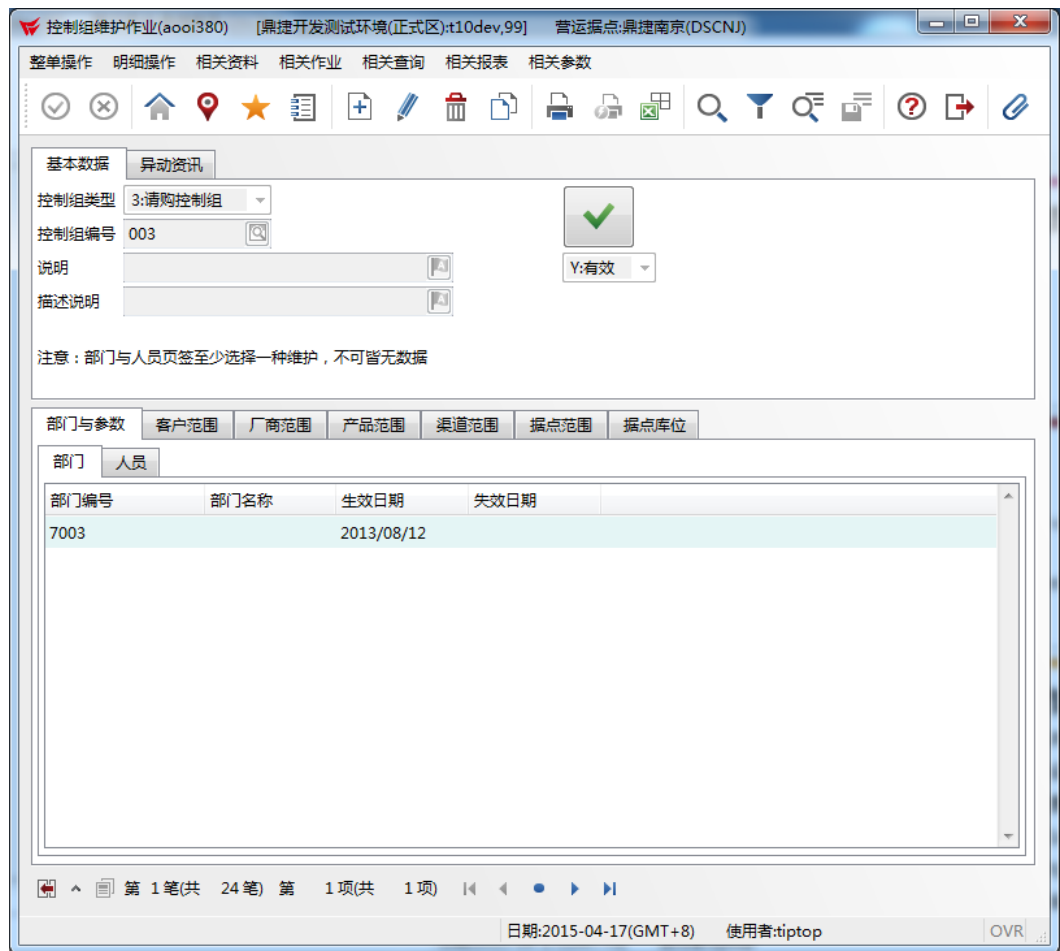 控制组维护作业(aooi380) [鼎捷开发测试环境(正式区):t10dev,99] 营运据点:鼎捷南京(DSCNJ)
整单操作 明细操作 相关资料 相关作业 相关查询 相关报表 相关参数
基本数据 异动资讯
控制组类型 3:请购控制组
控制组编号 003
说明 Y:有效
描述说明
注意：部门与人员页签至少选择一种维护，不可皆无数据
部门与参数 客户范围 厂商范围 产品范围 渠道范围 据点范围 据点库位
部门 人员
部门编号 部门名称 生效日期 失效日期
7003 2013/08/12
第 1笔(共 24笔) 第 1项(共 1项)
日期:2015-04-17(GMT+8) 使用者:tiptop OVR